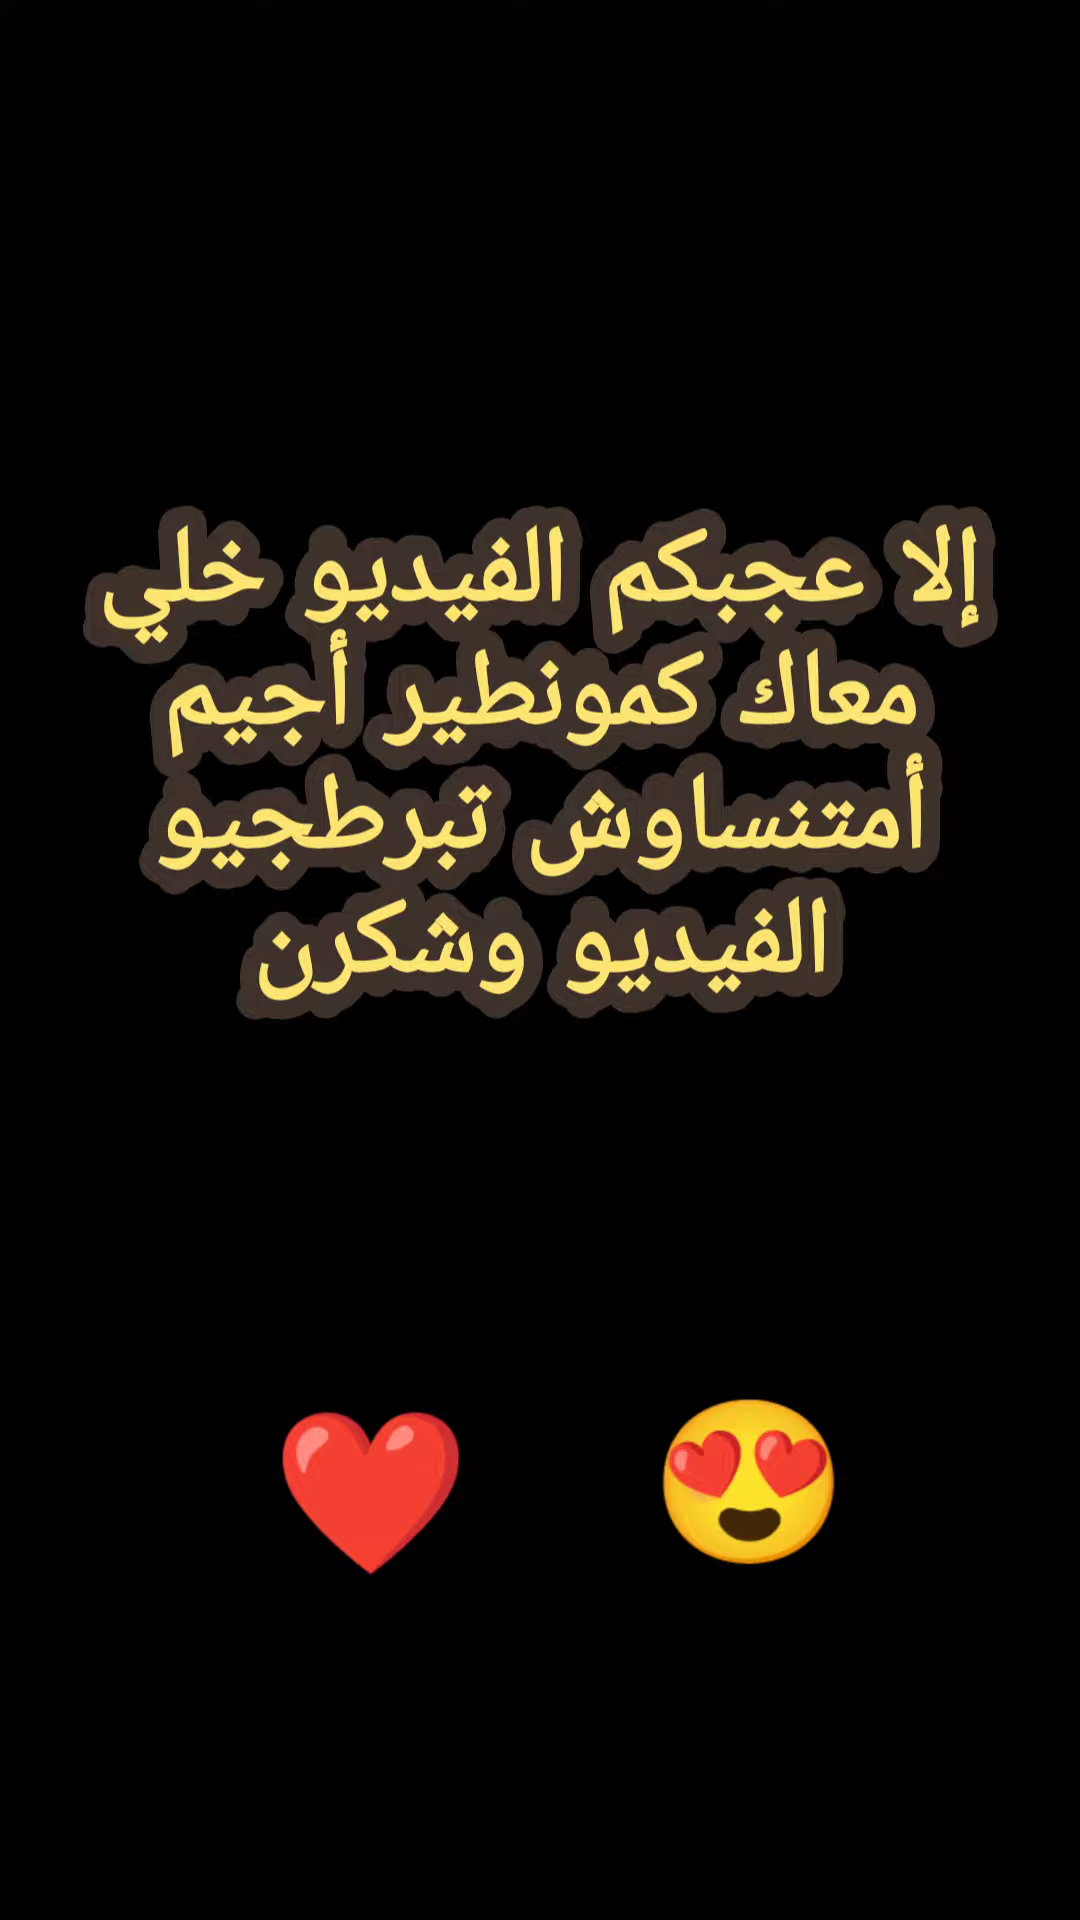 إلا عجبكم الفيديو خلي
معاك كمونطير أجيم
أمتنساوش تبرطجيو
الفيديو وشكرن